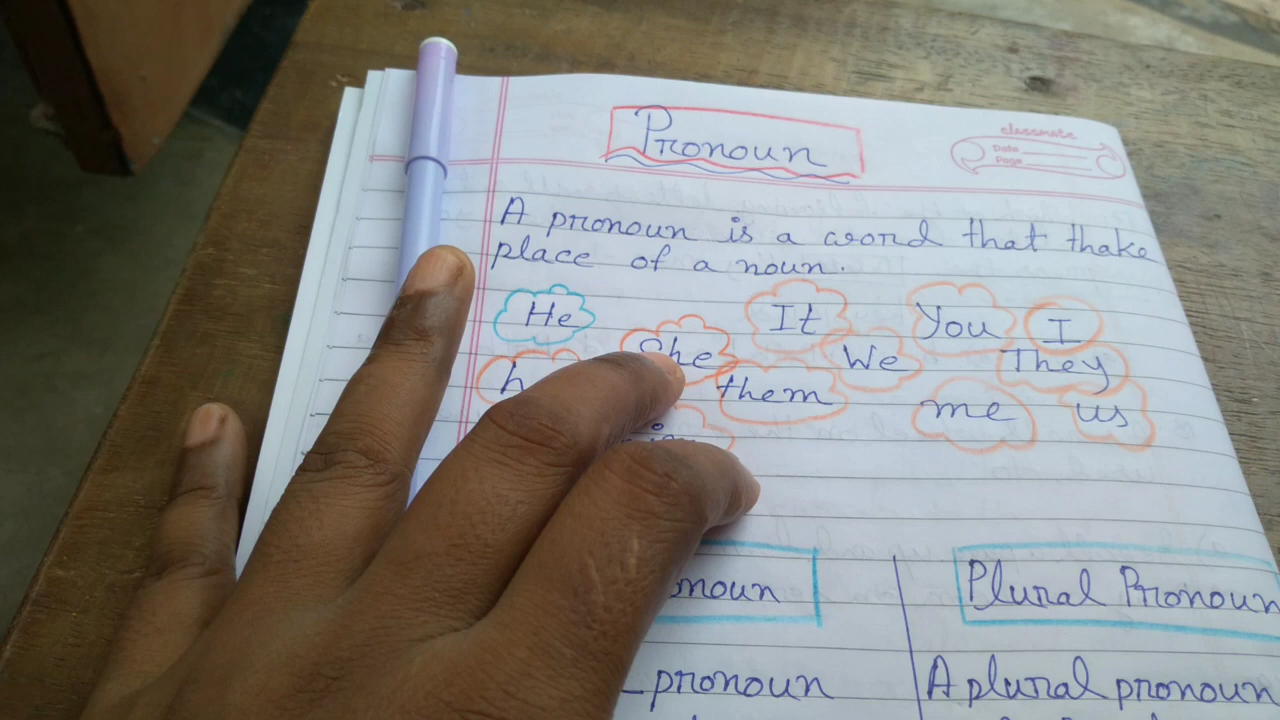 Pronoun
classmate
Date
Page
A pronoun is a word that thake
place of a noun.
He It You I
She We They
them me us
Plural Pronoun
pronoun A plural pronoun